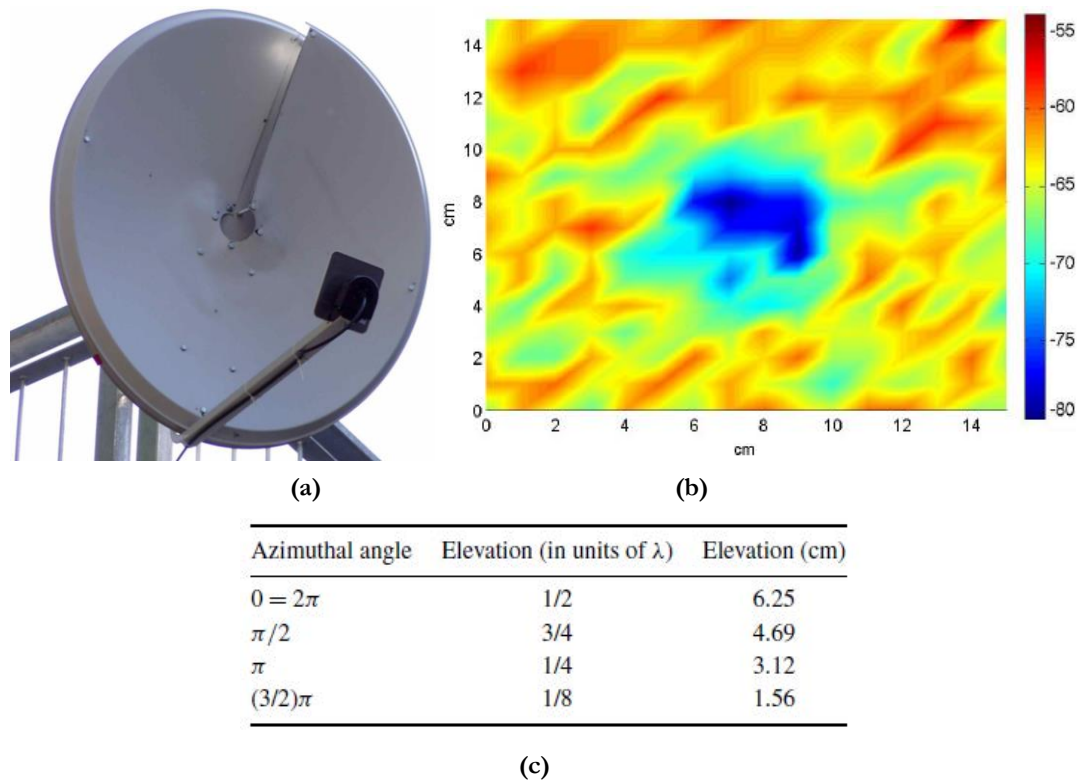 14
12
10
8
6
4
2
0
cm
0 2 4 6 8 10 12 14
cm
-55
-60
-65
-70
-75
-80
(a)
(b)
Azimuthal angle Elevation (in units of λ) Elevation (cm)
0 = 2π 1/2 6.25
π/2 3/4 4.69
π 1/4 3.12
(3/2)π 1/8 1.56
(c)